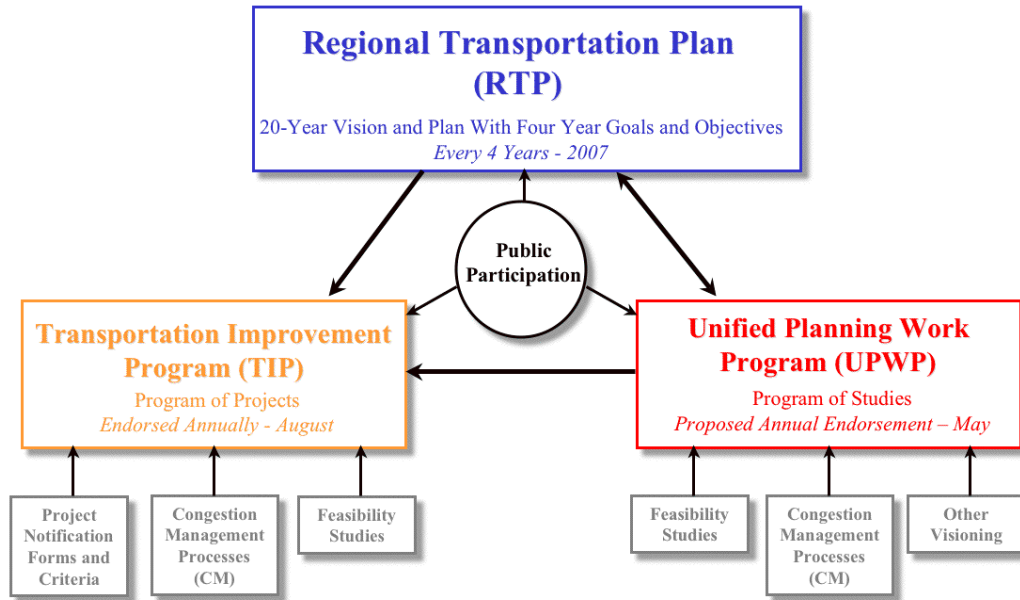 Regional Transportation Plan
(RTP)
20-Year Vision and Plan With Four Year Goals and Objectives
Every 4 Years - 2007
Public
Participation
Transportation Improvement
Program (TIP)
Program of Projects
Endorsed Annually - August
Unified Planning Work
Program (UPWP)
Program of Studies
Proposed Annual Endorsement – May
Project
Notification
Forms and
Criteria
Congestion
Management
Processes
(CM)
Feasibility
Studies
Feasibility
Studies
Congestion
Management
Processes
(CM)
Other
Visioning